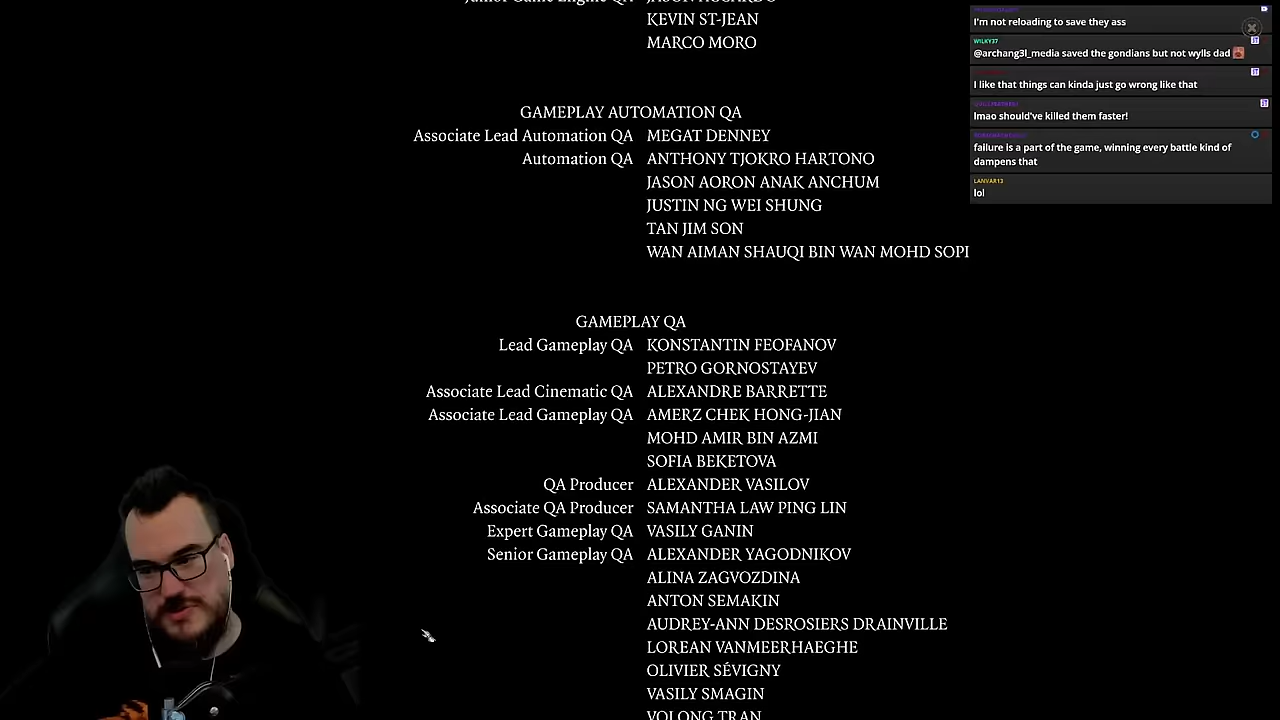 KEVIN ST-JEAN
MARCO MORO
GAMEPLAY AUTOMATION QA
Associate Lead Automation QA MEGAT DENNEY
Automation QA ANTHONY TJOKRO HARTONO
JASON AORON ANAK ANCHUM
JUSTIN NG WEI SHUNG
TAN JIM SON
WAN AIMAN SHAUQI BIN WAN MOHD SOPI
GAMEPLAY QA
Lead Gameplay QA KONSTANTIN FEOFANOV
PETRO GORNOSTAYEV
Associate Lead Cinematic QA ALEXANDRE BARRETTE
Associate Lead Gameplay QA AMERZ CHEK HONG-JIAN
MOHD AMIR BIN AZMI
SOFIA BEKETOVA
QA Producer ALEXANDER VASILOV
Associate QA Producer SAMANTHA LAW PING LIN
Expert Gameplay QA VASILY GANIN
Senior Gameplay QA ALEXANDER YAGODNIKOV
ALINA ZAGVOZDINA
ANTON SEMAKIN
AUDREY-ANN DESROSIERS DRAINVILLE
LOREAN VANMEERHAEGHE
OLIVIER SÉVIGNY
VASILY SMAGIN
VOLONG TRAN
I'm not reloading to save they ass
WILKY37
@archang3l_media saved the gondians but not wylls dad
I like that things can kinda just go wrong like that
lmao should've killed them faster!
failure is a part of the game, winning every battle kind of
dampens that
LANVAR13
lol